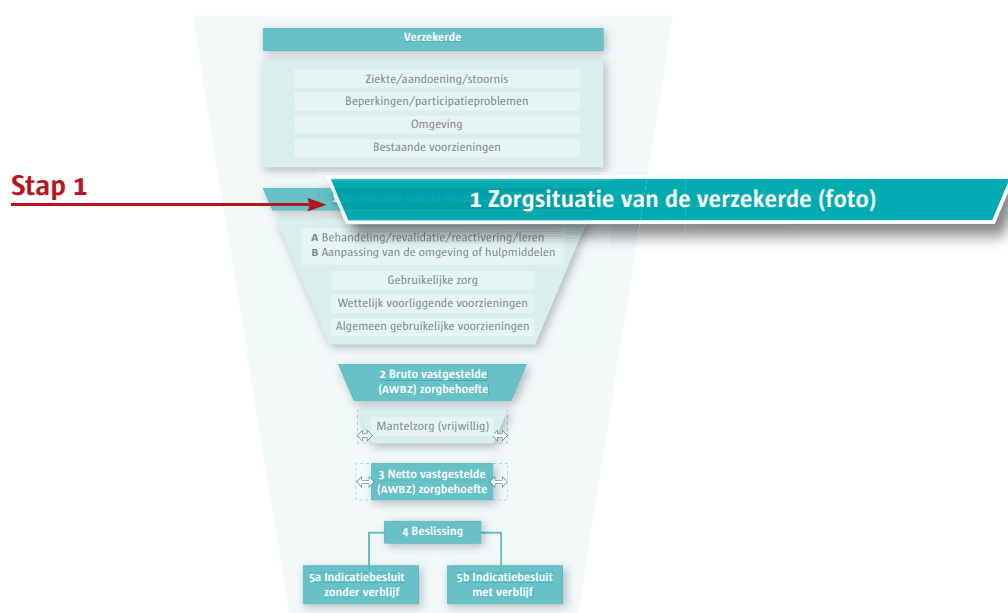 Verzekerde
Ziekte/aandoening/stoornis
Beperkingen/participatieproblemen
Omgeving
Bestaande voorzieningen
Stap 1
1 Zorgsituatie van de verzekerde (foto)
A Behandeling/revalidatie/reactivering/leren
B Aanpassing van de omgeving of hulpmiddelen
Gebruikelijke zorg
Wettelijk voorliggende voorzieningen
Algemeen gebruikelijke voorzieningen
2 Bruto vastgestelde
(AWBZ) zorgbehoefte
Mantelzorg (vrijwillig)
3 Netto vastgestelde
(AWBZ) zorgbehoefte
4 Beslissing
5a Indicatiebesluit
zonder verblijf
5b Indicatiebesluit
met verblijf